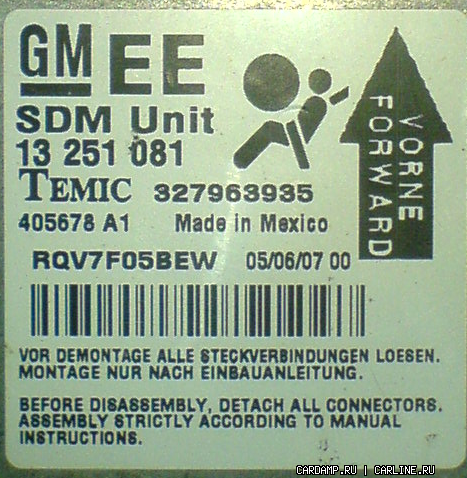 GM EE
SDM Unit
13 251 081
TEMIC 327963935
405678 A1 Made in Mexico
VORNE
FORWARD
RQV7F05BEW 05/06/07 00
VOR DEMONTAGE ALLE STECKVERBINDUNGEN LOESEN.
MONTAGE NUR NACH EINBAUANLEITUNG.
BEFORE DISASSEMBLY, DETACH ALL CONNECTORS.
ASSEMBLY STRICTLY ACCORDING TO MANUAL
INSTRUCTIONS.
CARDAMP.RU | CARLINE.RU